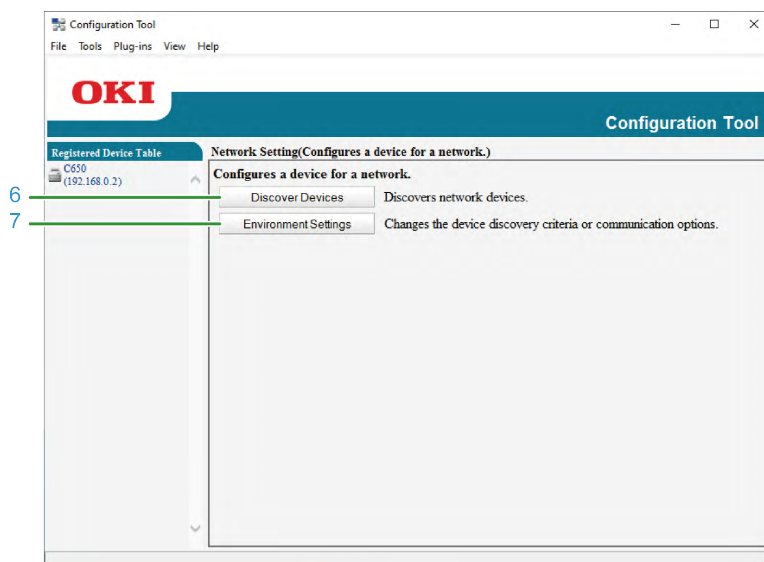 Configuration Tool
File Tools Plug-ins View Help
OKI
Configuration Tool
Registered Device Table
Network Setting(Configures a device for a network.)
C650
(192.168.0.2)
Configures a device for a network.
6
Discover Devices Discovers network devices.
7
Environment Settings Changes the device discovery criteria or communication options.